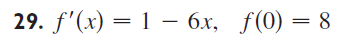 29. f'(x) = 1 − 6x, f(0) = 8